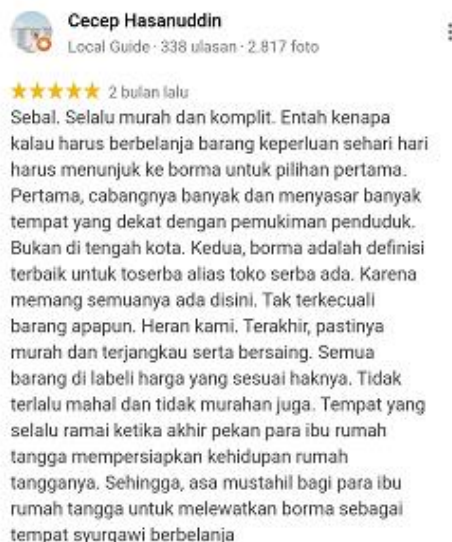 Cecep Hasanuddin
Local Guide · 338 ulasan · 2.817 foto
2 bulan lalu
Sebal. Selalu murah dan komplit. Entah kenapa
kalau harus berbelanja barang keperluan sehari hari
harus menunjuk ke borma untuk pilihan pertama.
Pertama, cabangnya banyak dan menyasar banyak
tempat yang dekat dengan pemukiman penduduk.
Bukan di tengah kota. Kedua, borma adalah definisi
terbaik untuk toserba alias toko serba ada. Karena
memang semuanya ada disini. Tak terkecuali
barang apapun. Heran kami. Terakhir, pastinya
murah dan terjangkau serta bersaing. Semua
barang di labeli harga yang sesuai haknya. Tidak
terlalu mahal dan tidak murahan juga. Tempat yang
selalu ramai ketika akhir pekan para ibu rumah
tangga mempersiapkan kehidupan rumah
tangganya. Sehingga, asa mustahil bagi para ibu
rumah tangga untuk melewatkan borma sebagai
tempat syurgawi berbelanja